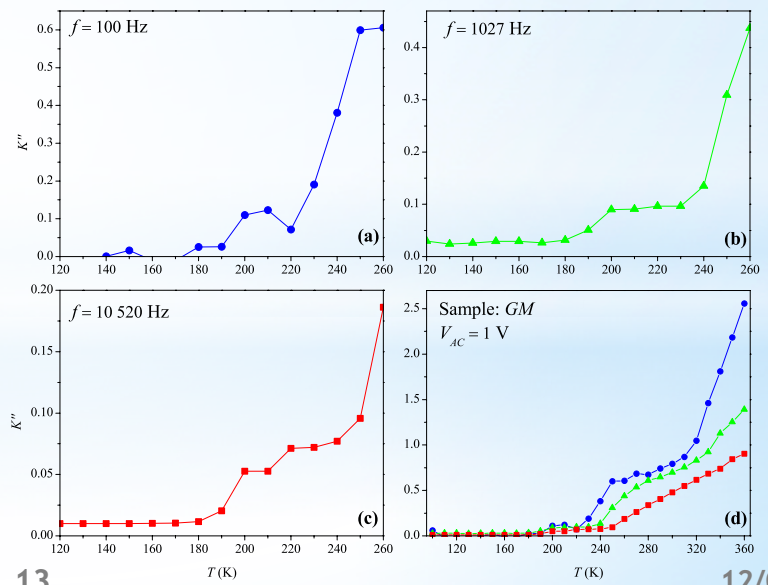 f = 100 Hz
K''
0.6
0.5
0.4
0.3
0.2
0.1
0.0
(a)
120 140 160 180 200 220 240 260
f = 1027 Hz
0.4
0.3
0.2
0.1
0.0
(b)
120 140 160 180 200 220 240 260
f = 10 520 Hz
K''
0.20
0.15
0.10
0.05
0.00
(c)
120 140 160 180 200 220 240 260
T (K)
Sample: GM
V_AC = 1 V
2.5
2.0
1.5
1.0
0.5
0.0
(d)
120 160 200 240 280 320 360
T (K)
13